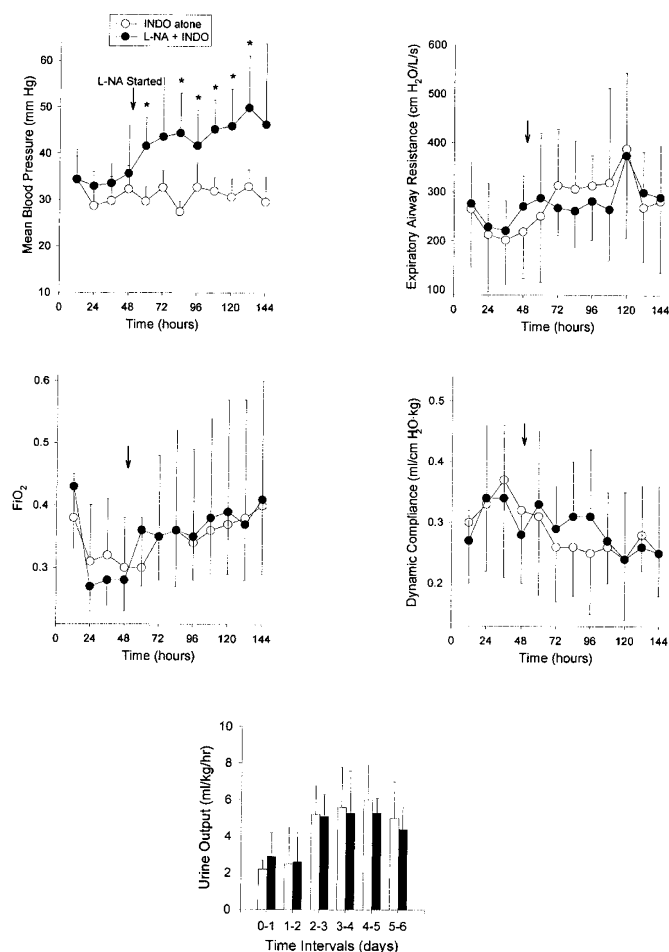 INDO alone
L-NA + INDO
60
50
40
30
20
10
Mean Blood Pressure (mm Hg)
L-NA Started
*
*
*
*
*
*
0 24 48 72 96 120 144
Time (hours)
600
500
400
300
200
100
Expiratory Airway Resistance (cm H₂O/L/s)
0 24 48 72 96 120 144
Time (hours)
0.6
0.5
0.4
0.3
FiO₂
0 24 48 72 96 120 144
Time (hours)
0.5
0.4
0.3
0.2
Dynamic Compliance (ml/cm H₂O·kg)
0 24 48 72 96 120 144
Time (hours)
10
8
6
4
2
0
Urine Output (ml/kg/hr)
0-1 1-2 2-3 3-4 4-5 5-6
Time Intervals (days)